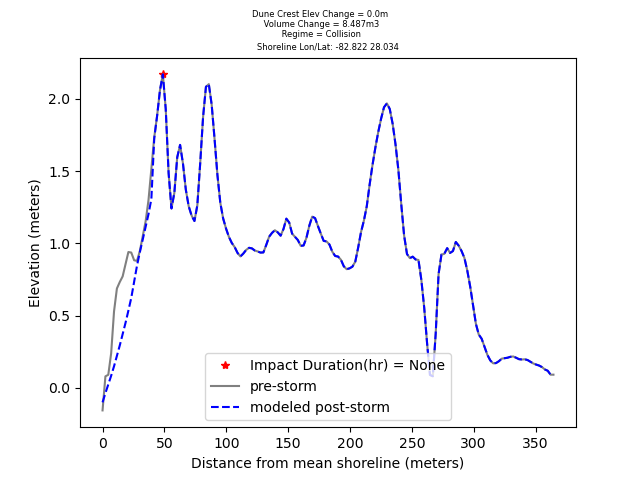 Dune Crest Elev Change = 0.0m
Volume Change = 8.487m3
Regime = Collision
Shoreline Lon/Lat: -82.822 28.034
2.0
1.5
1.0
0.5
0.0
Elevation (meters)
Impact Duration(hr) = None
pre-storm
modeled post-storm
0 50 100 150 200 250 300 350
Distance from mean shoreline (meters)